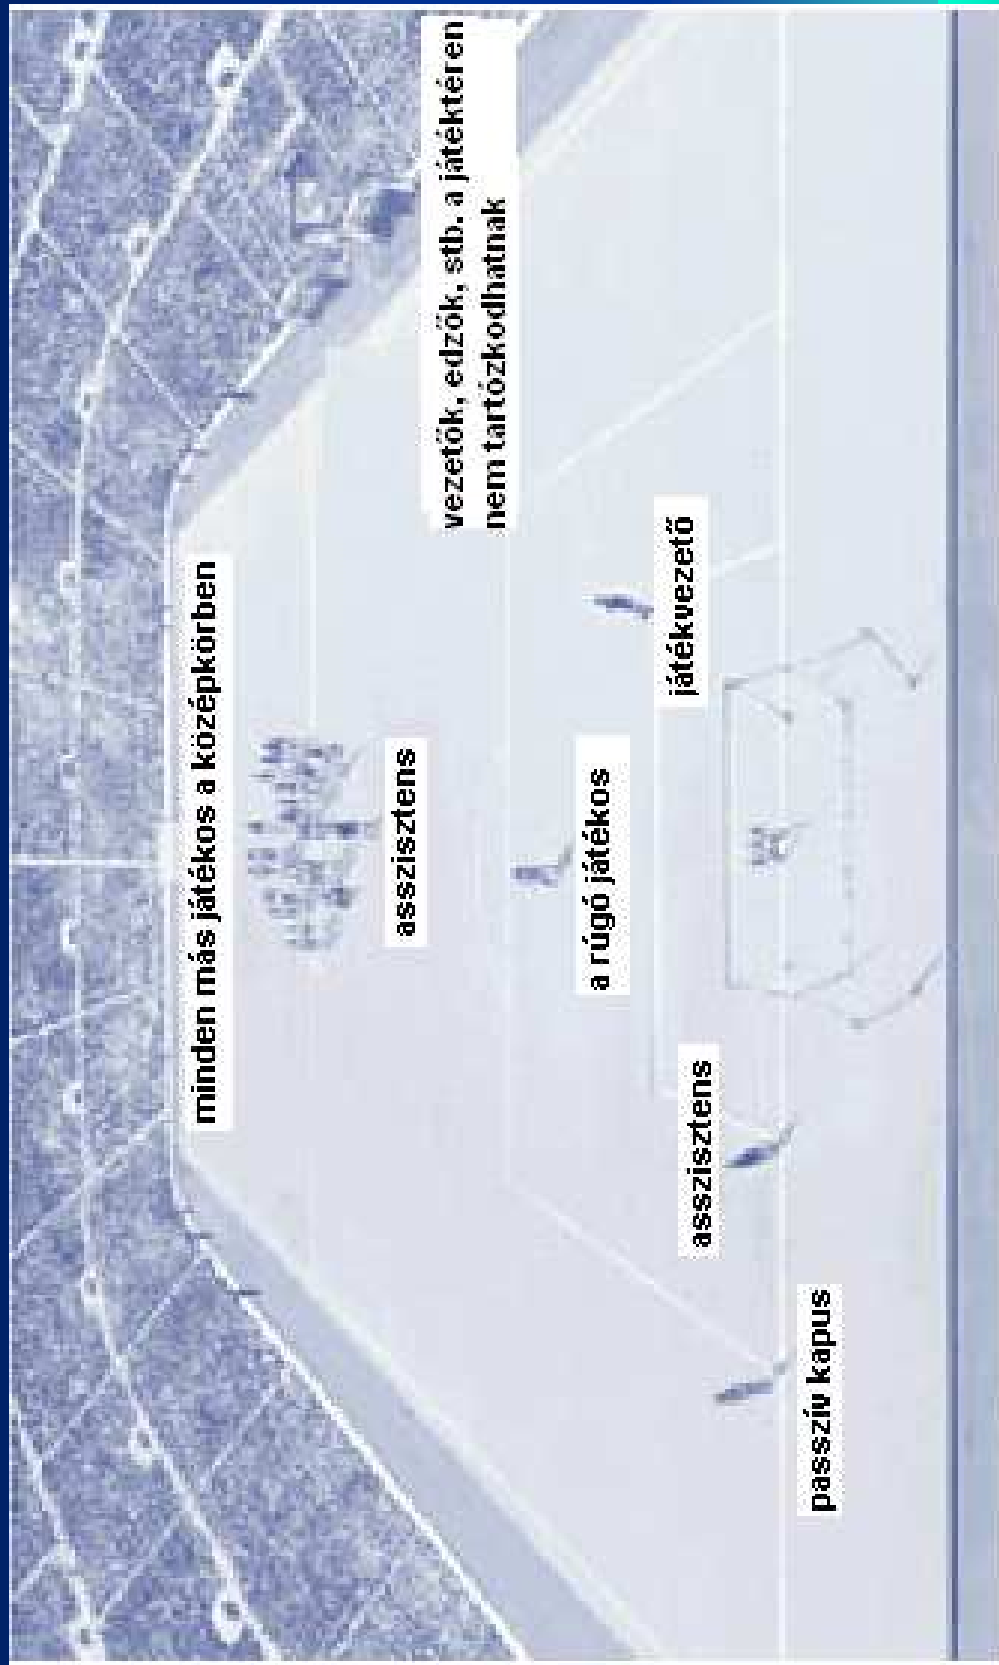 minden más játékos a középkörben
asszisztens
vezetők, edzők, stb. a játéktéren
nem tartózkodhatnak
a rúgó játékos
játékvezető
asszisztens
passzív kapus